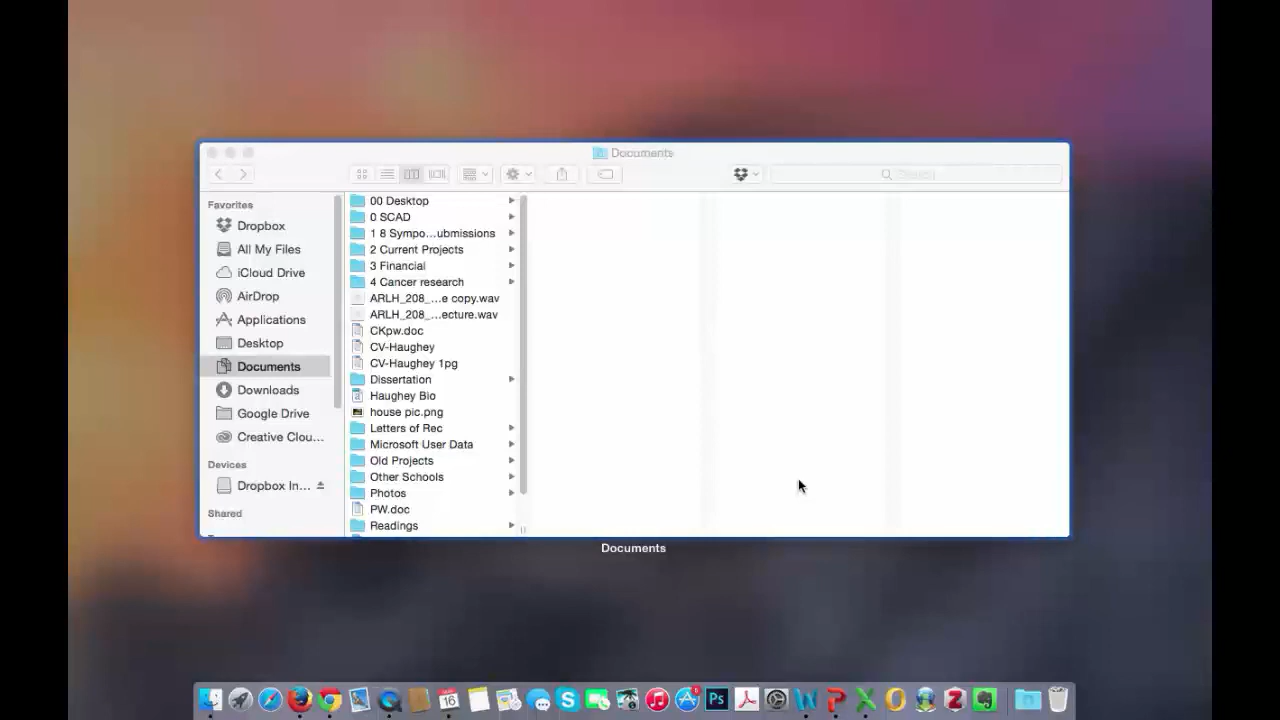 Documents
Search
Favorites
Dropbox
All My Files
iCloud Drive
AirDrop
Applications
Desktop
Documents
Downloads
Google Drive
Creative Clou...
Devices
Dropbox In...
Shared
00 Desktop
0 SCAD
1 8 Sympo...ubmissions
2 Current Projects
3 Financial
4 Cancer research
ARLH_208_...e copy.wav
ARLH_208_...ecture.wav
CKpw.doc
CV-Haughey
CV-Haughey 1pg
Dissertation
Haughey Bio
house pic.png
Letters of Rec
Microsoft User Data
Old Projects
Other Schools
Photos
PW.doc
Readings
Documents
16
Ps